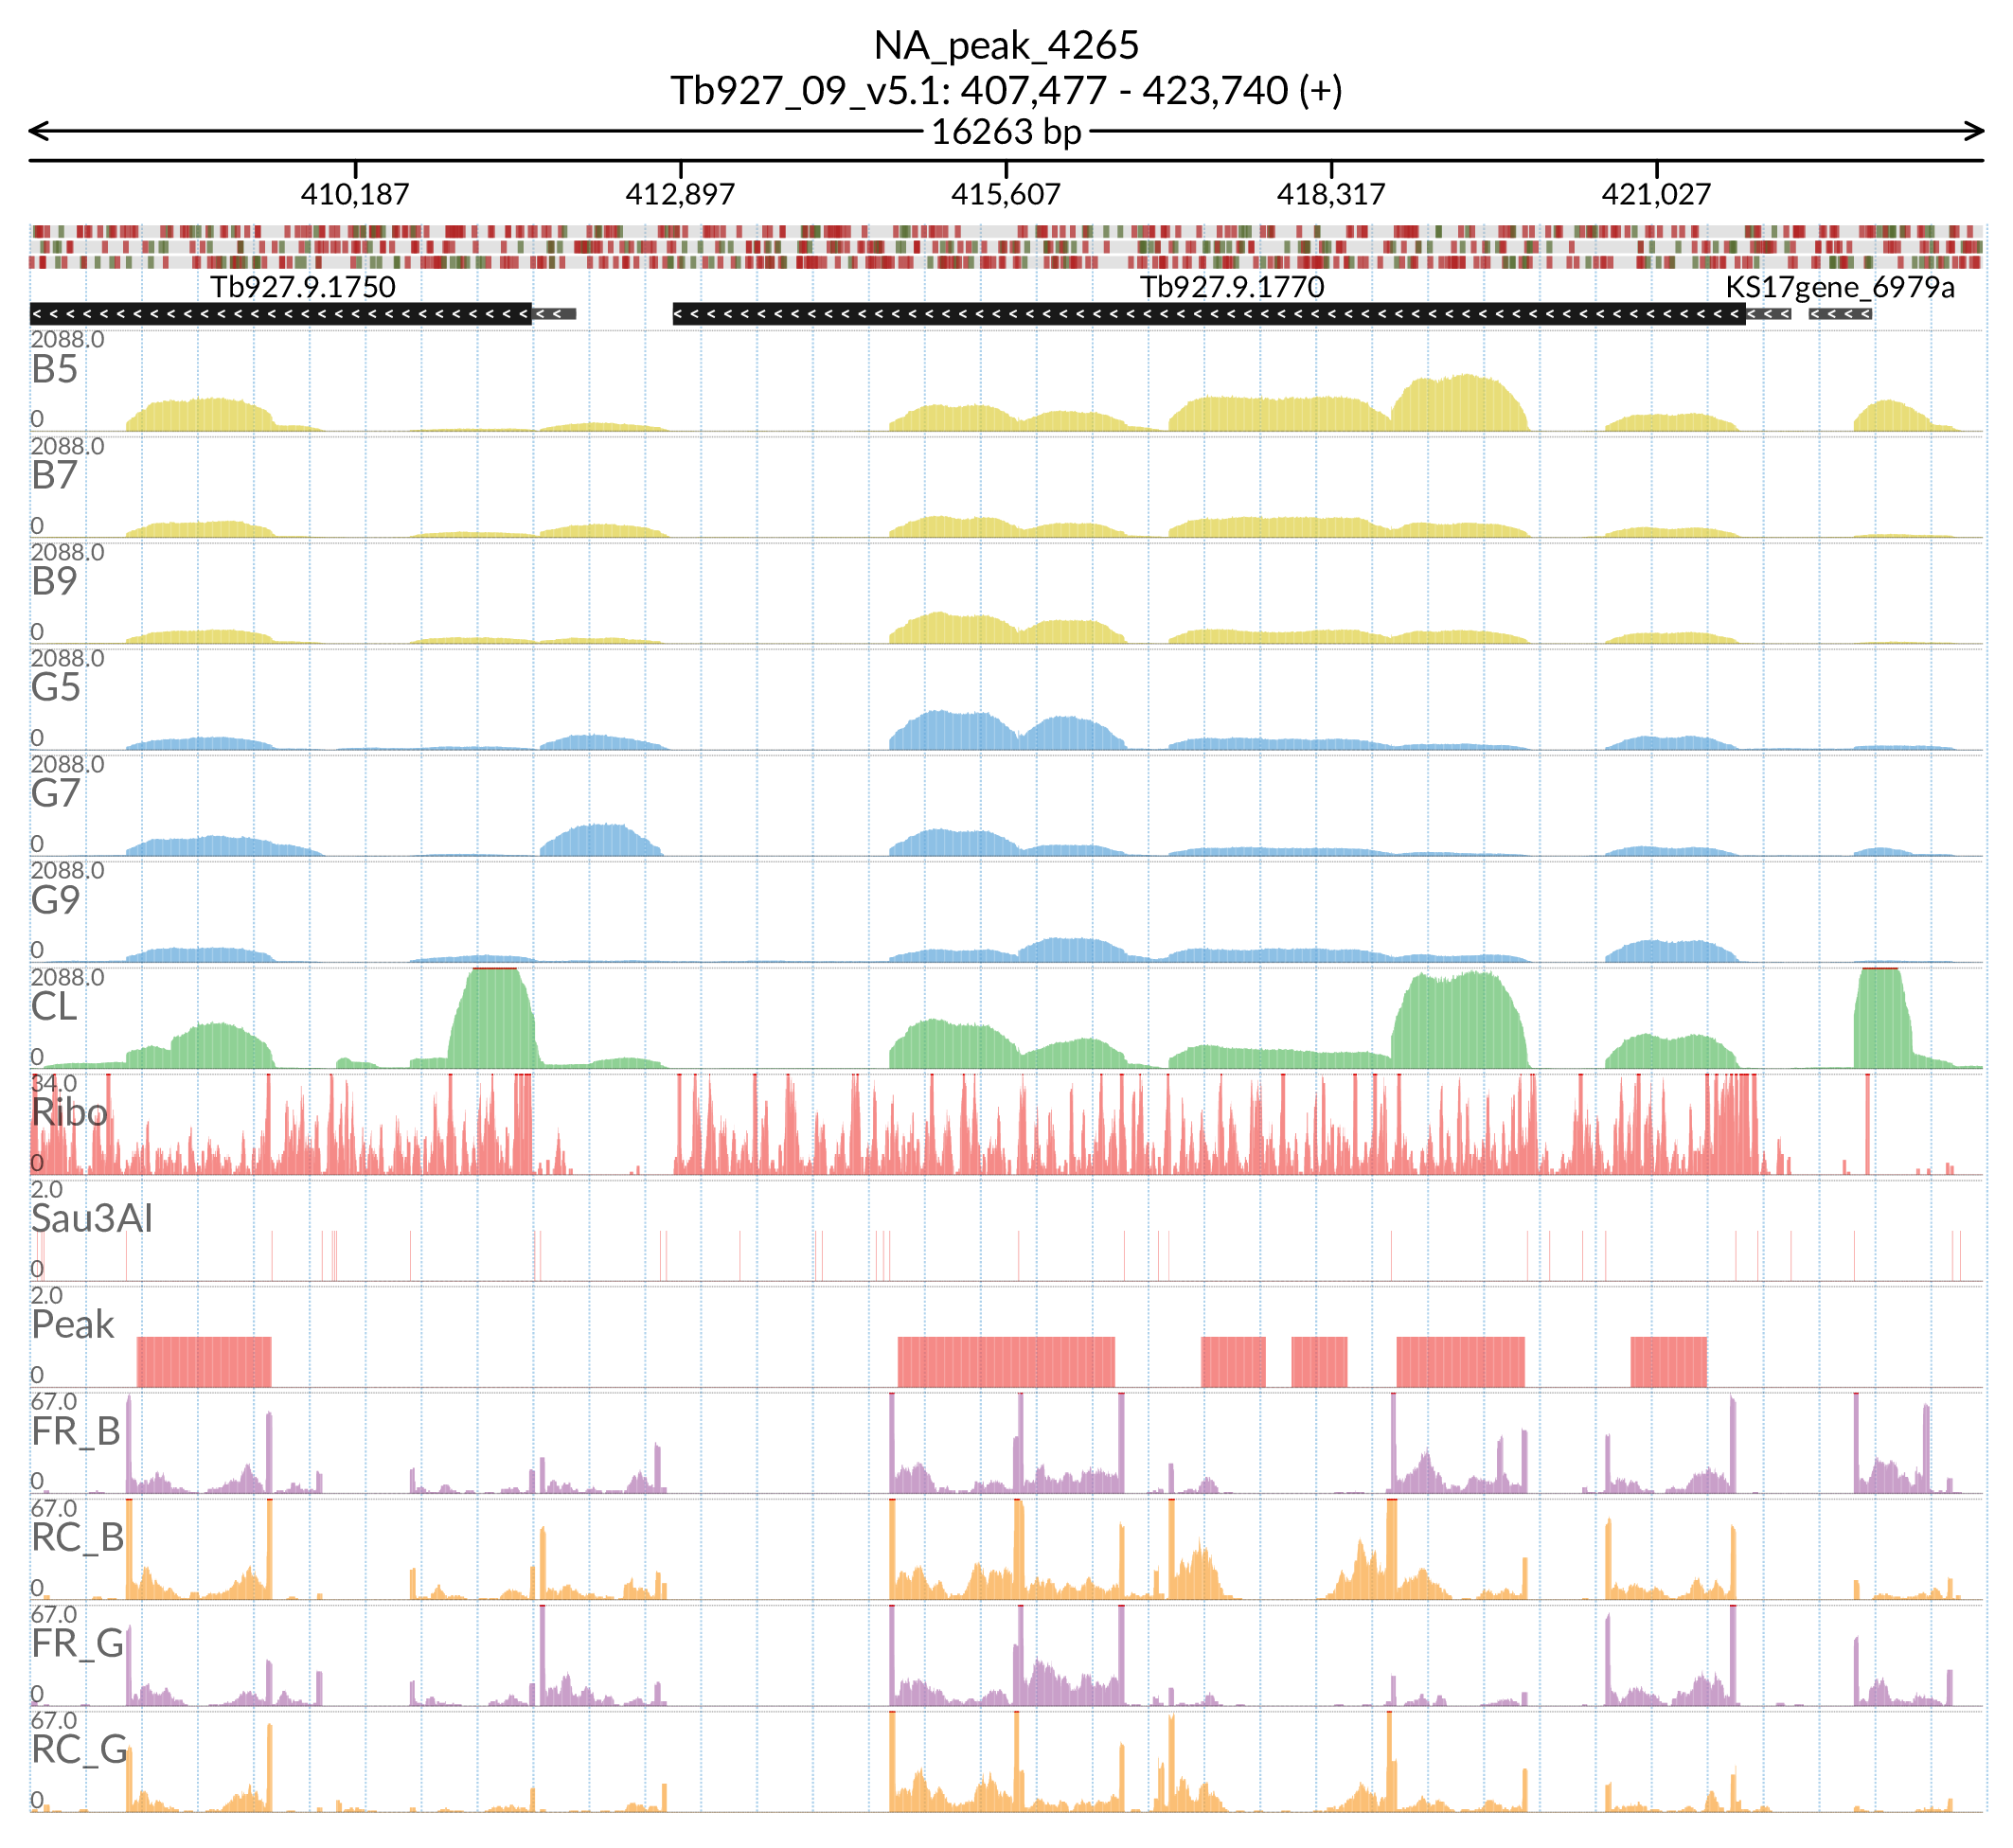 NA_peak_4265
Tb927_09_v5.1: 407,477 - 423,740 (+)
16263 bp
410,187 412,897 415,607 418,317 421,027
Tb927.9.1750 Tb927.9.1770 KS17gene_6979a
2088.0
B5
0
2088.0
B7
0
2088.0
B9
0
2088.0
G5
0
2088.0
G7
0
2088.0
G9
0
2088.0
CL
0
34.0
Ribo
0
2.0
Sau3AI
0
2.0
Peak
0
67.0
FR_B
0
67.0
RC_B
0
67.0
FR_G
0
67.0
RC_G
0